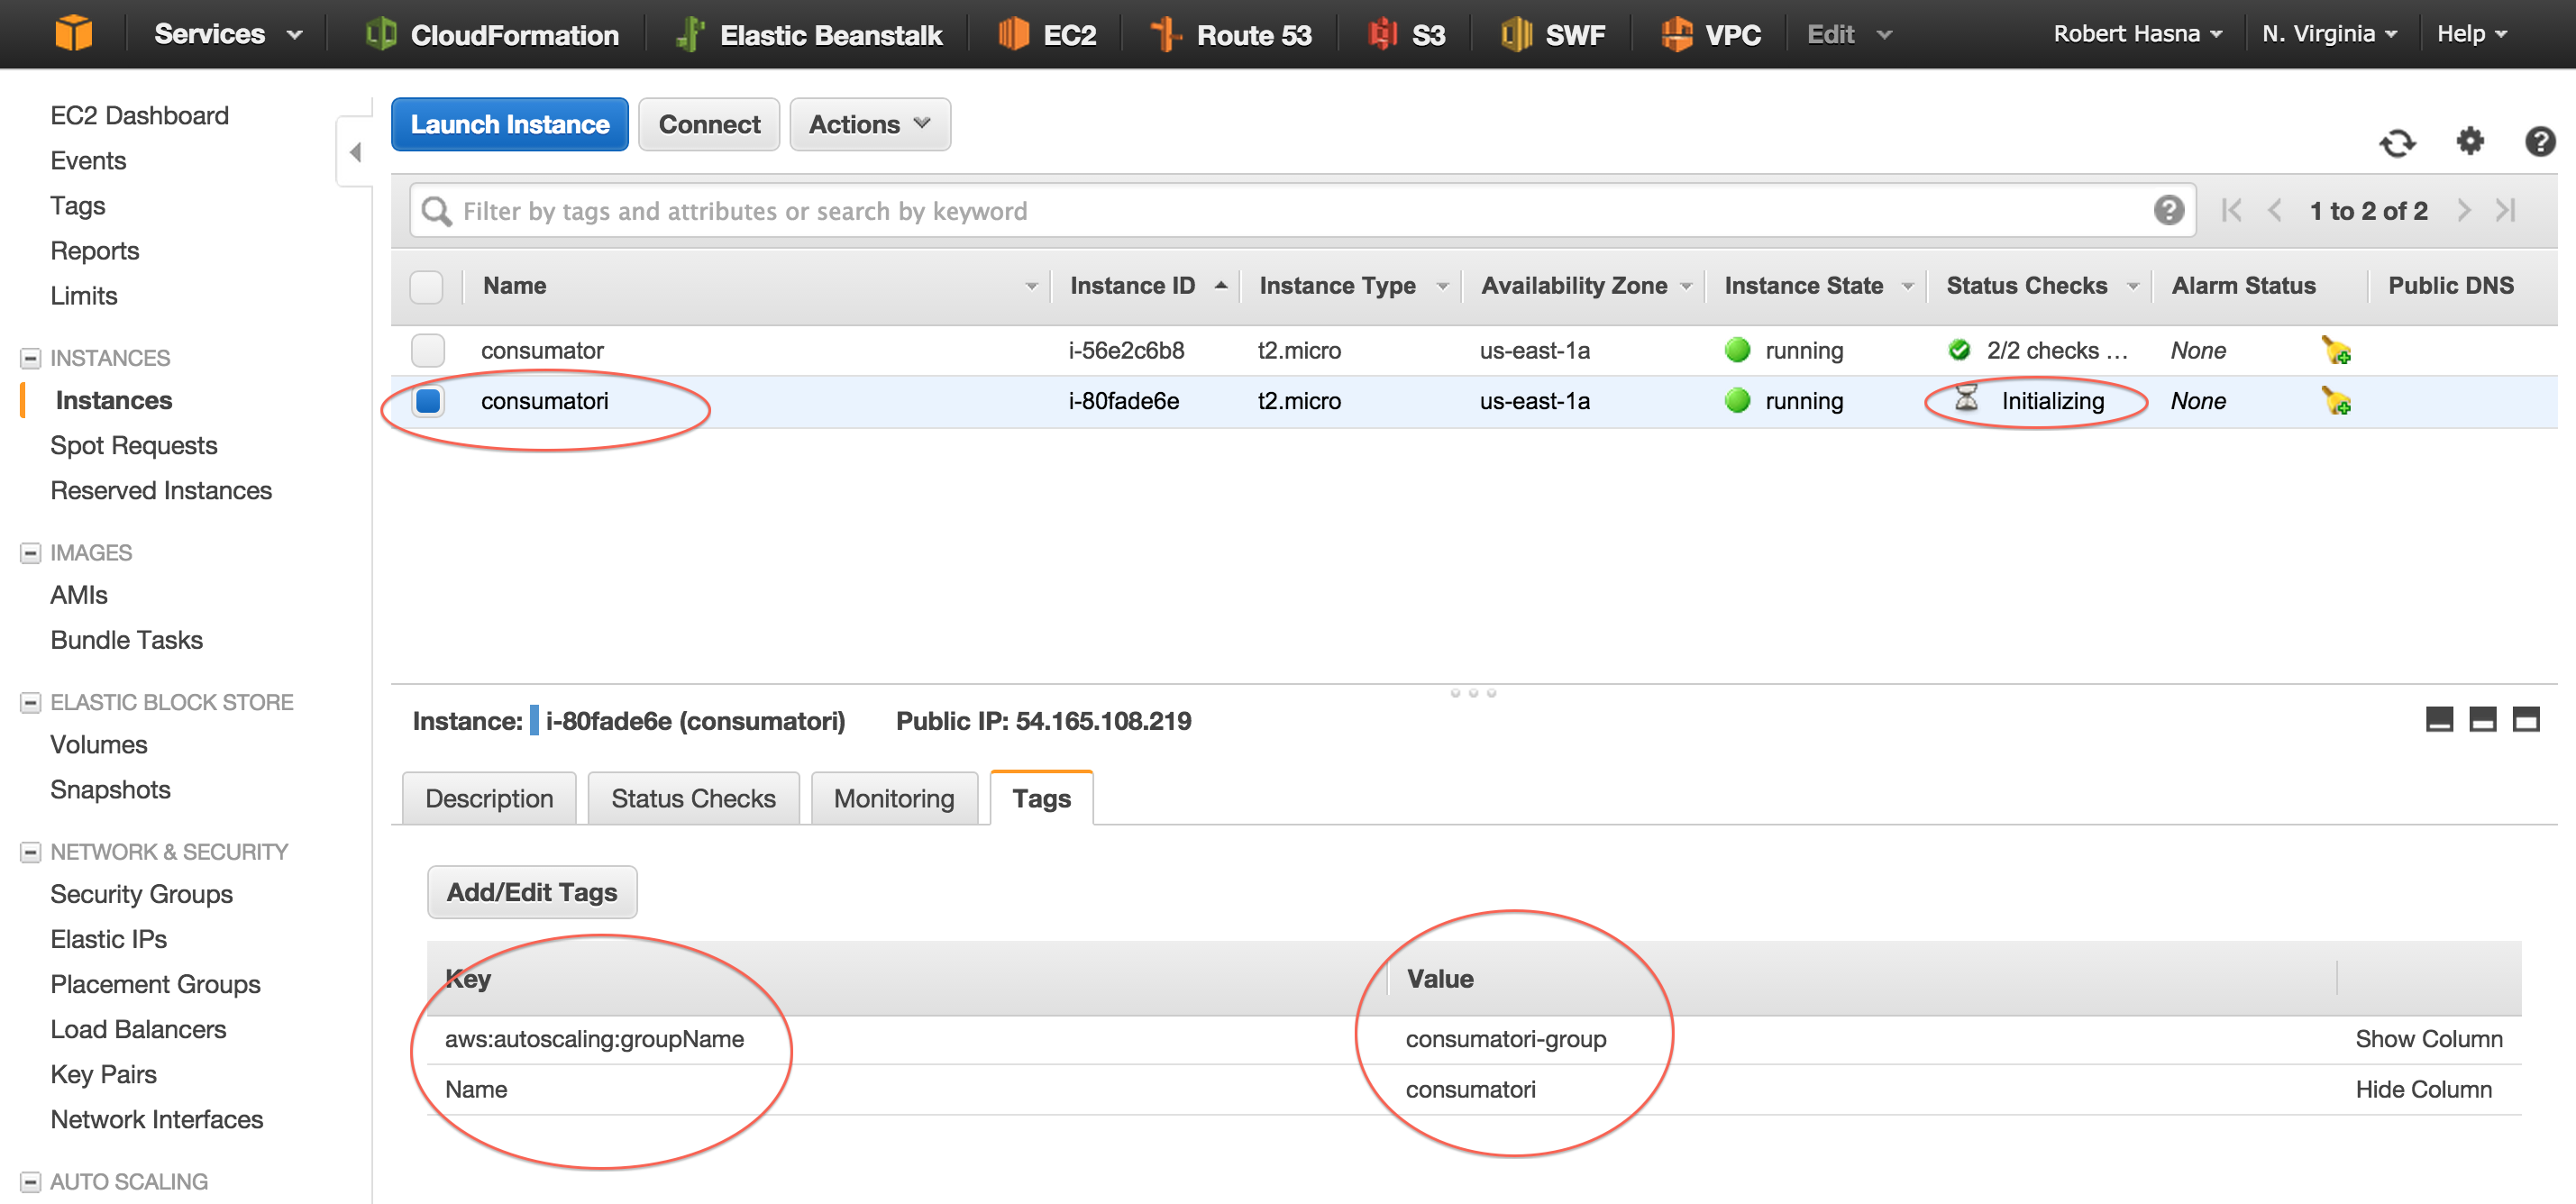 Services CloudFormation Elastic Beanstalk EC2 Route 53 S3 SWF VPC Edit Robert Hasna N. Virginia Help
EC2 Dashboard
Events
Tags
Reports
Limits
INSTANCES
Instances
Spot Requests
Reserved Instances
IMAGES
AMIs
Bundle Tasks
ELASTIC BLOCK STORE
Volumes
Snapshots
NETWORK & SECURITY
Security Groups
Elastic IPs
Placement Groups
Load Balancers
Key Pairs
Network Interfaces
AUTO SCALING
Launch Instance Connect Actions
Filter by tags and attributes or search by keyword 1 to 2 of 2
Name Instance ID Instance Type Availability Zone Instance State Status Checks Alarm Status Public DNS
consumator i-56e2c6b8 t2.micro us-east-1a running 2/2 checks ... None
consumatori i-80fade6e t2.micro us-east-1a running Initializing None
Instance: i-80fade6e (consumatori) Public IP: 54.165.108.219
Description Status Checks Monitoring Tags
Add/Edit Tags
Key Value
aws:autoscaling:groupName consumatori-group Show Column
Name consumatori Hide Column